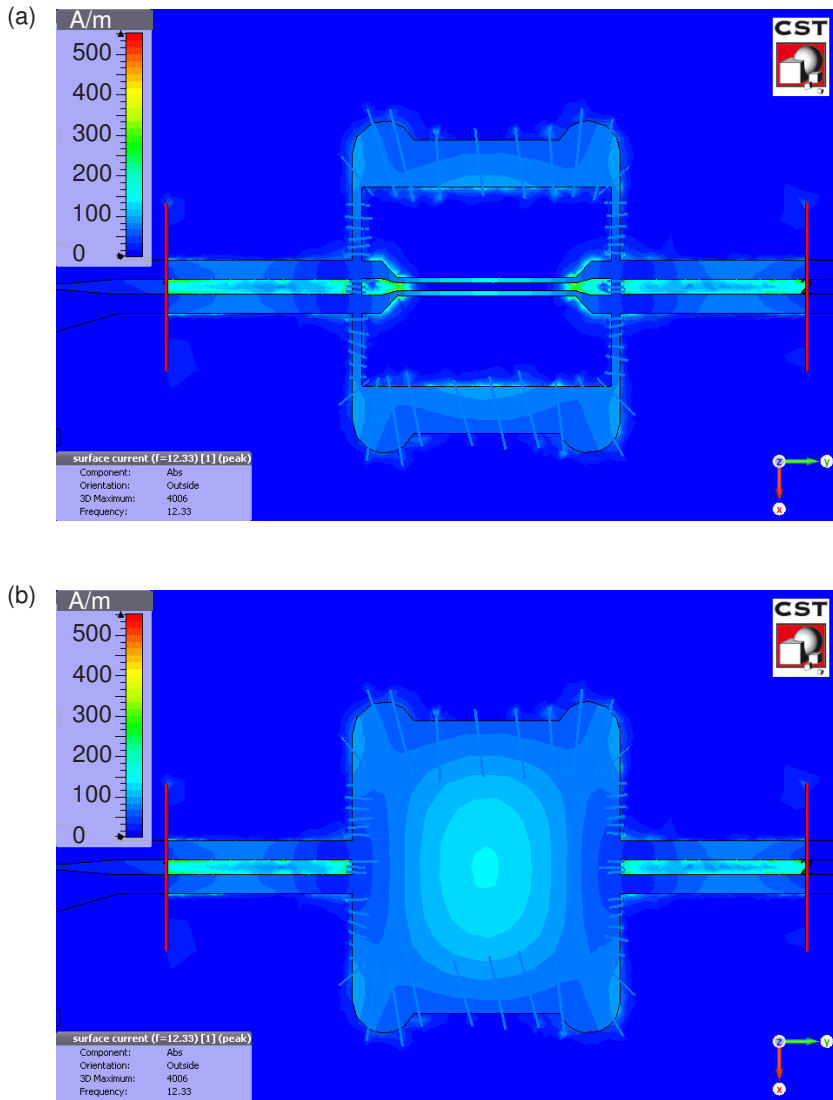 (a)
A/m
CST
500
400
300
200
100
0
surface current (f=12.33) [1] (peak)
Component: Abs
Orientation: Outside
3D Maximum: 4006
Frequency: 12.33
z y
x
(b)
A/m
CST
500
400
300
200
100
0
surface current (f=12.33) [1] (peak)
Component: Abs
Orientation: Outside
3D Maximum: 4006
Frequency: 12.33
z y
x